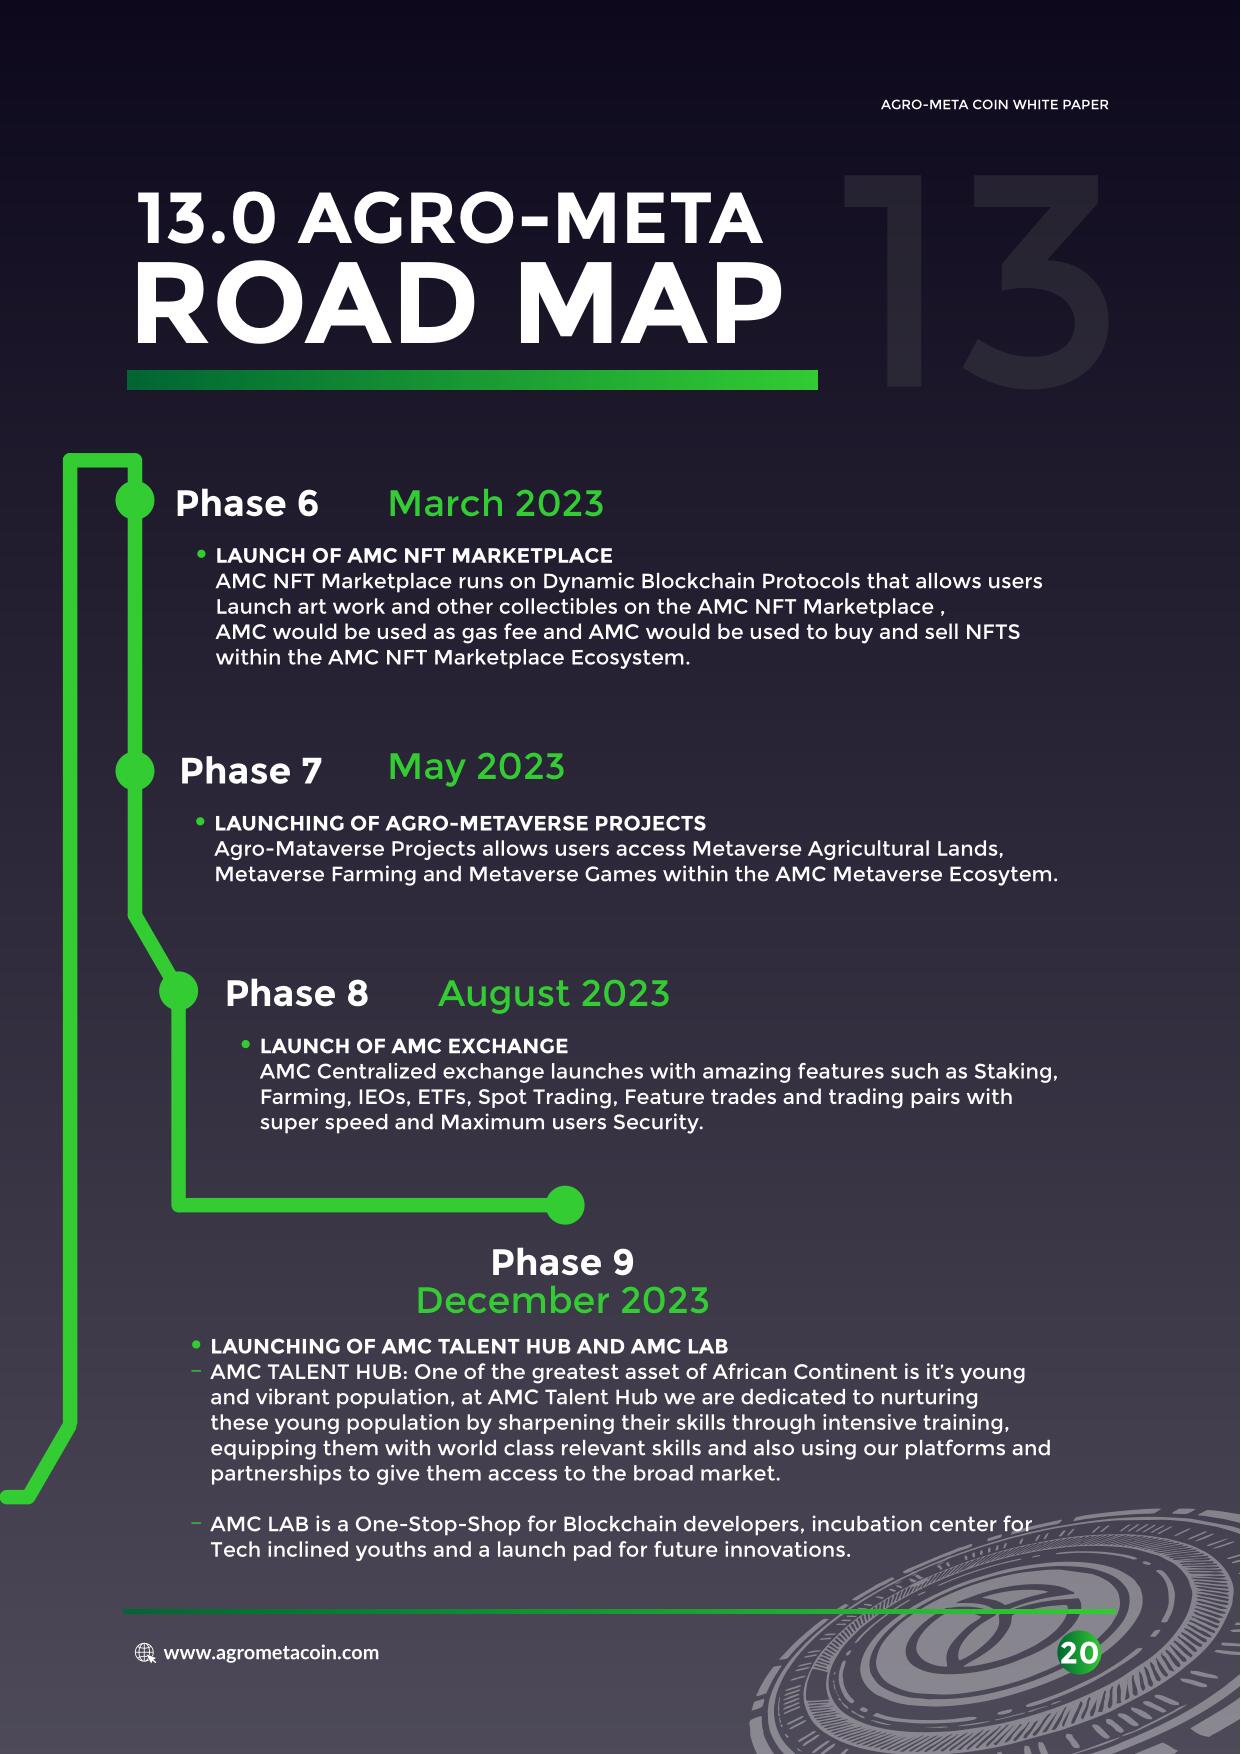 AGRO-META COIN WHITE PAPER
13
13.0 AGRO-META
ROAD MAP
Phase 6 March 2023
• LAUNCH OF AMC NFT MARKETPLACE
AMC NFT Marketplace runs on Dynamic Blockchain Protocols that allows users
Launch art work and other collectibles on the AMC NFT Marketplace ,
AMC would be used as gas fee and AMC would be used to buy and sell NFTS
within the AMC NFT Marketplace Ecosystem.
Phase 7 May 2023
• LAUNCHING OF AGRO-METAVERSE PROJECTS
Agro-Mataverse Projects allows users access Metaverse Agricultural Lands,
Metaverse Farming and Metaverse Games within the AMC Metaverse Ecosytem.
Phase 8 August 2023
• LAUNCH OF AMC EXCHANGE
AMC Centralized exchange launches with amazing features such as Staking,
Farming, IEOs, ETFs, Spot Trading, Feature trades and trading pairs with
super speed and Maximum users Security.
Phase 9
December 2023
• LAUNCHING OF AMC TALENT HUB AND AMC LAB
– AMC TALENT HUB: One of the greatest asset of African Continent is it’s young
and vibrant population, at AMC Talent Hub we are dedicated to nurturing
these young population by sharpening their skills through intensive training,
equipping them with world class relevant skills and also using our platforms and
partnerships to give them access to the broad market.
– AMC LAB is a One-Stop-Shop for Blockchain developers, incubation center for
Tech inclined youths and a launch pad for future innovations.
www.agrometacoin.com
20